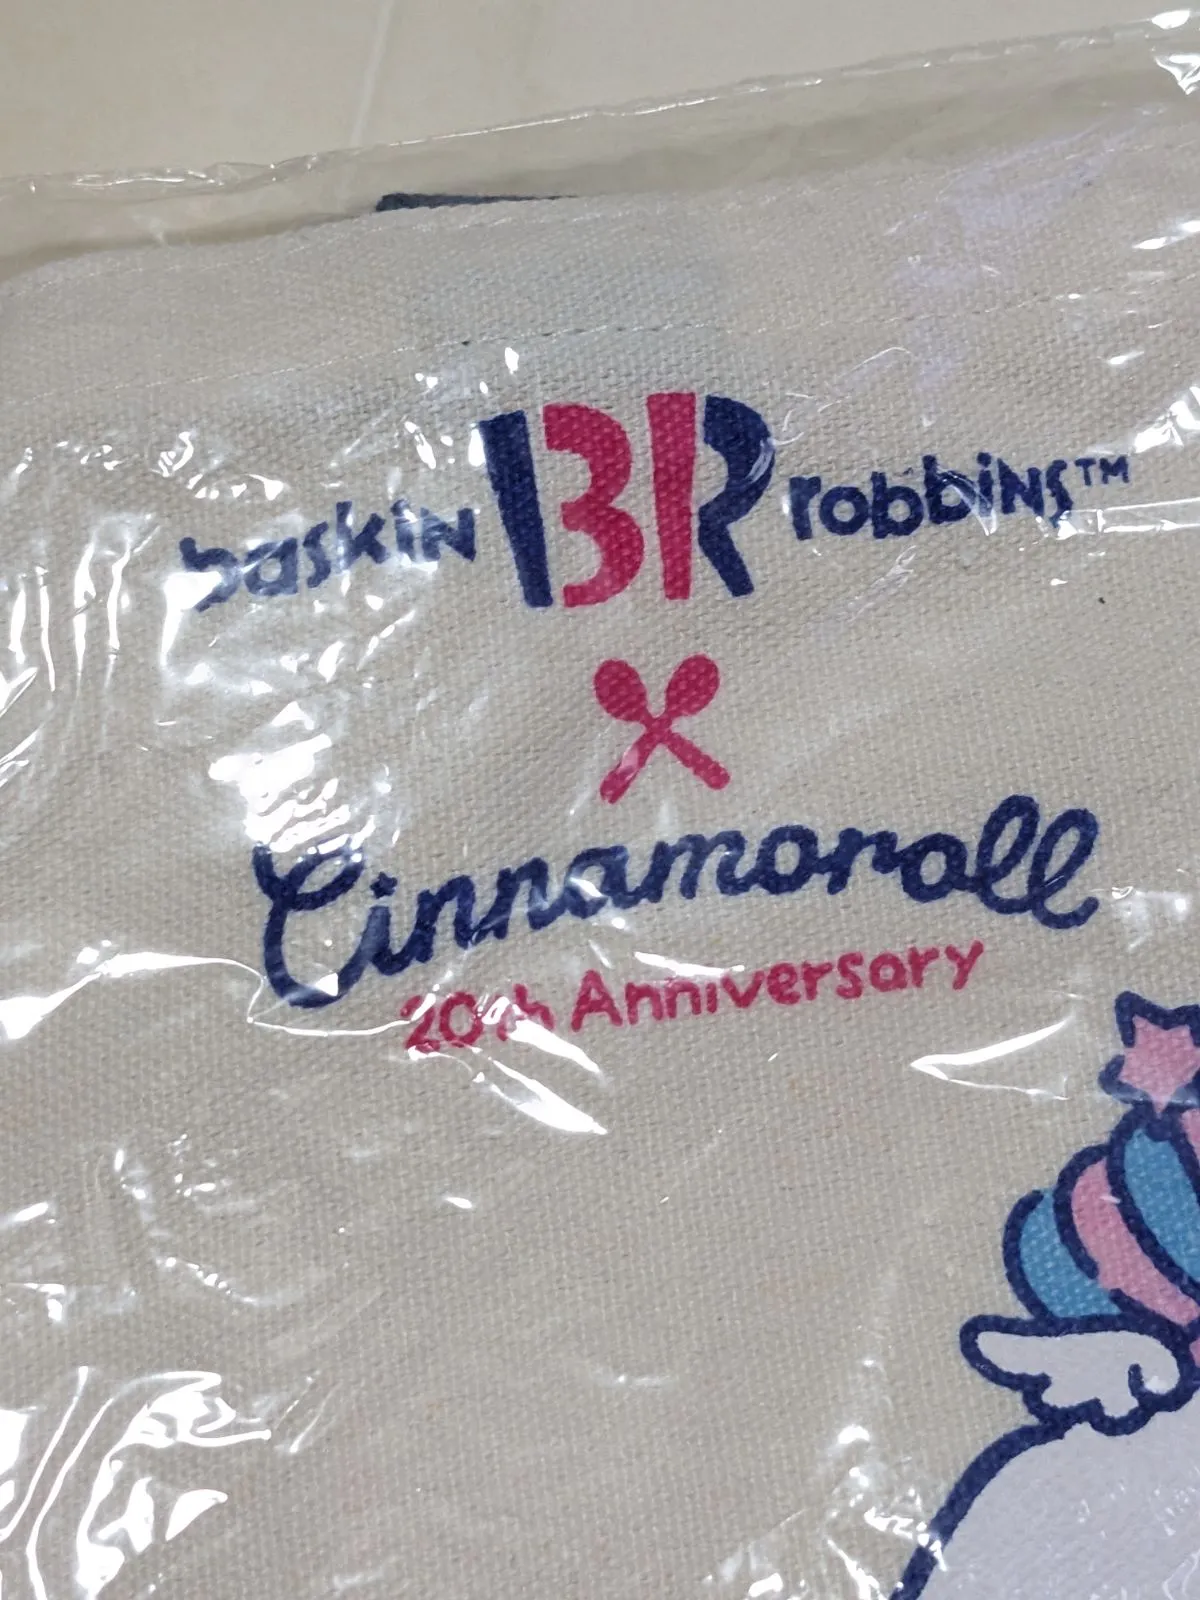 baskin BR robbins™
Cinnamoroll
20th Anniversary